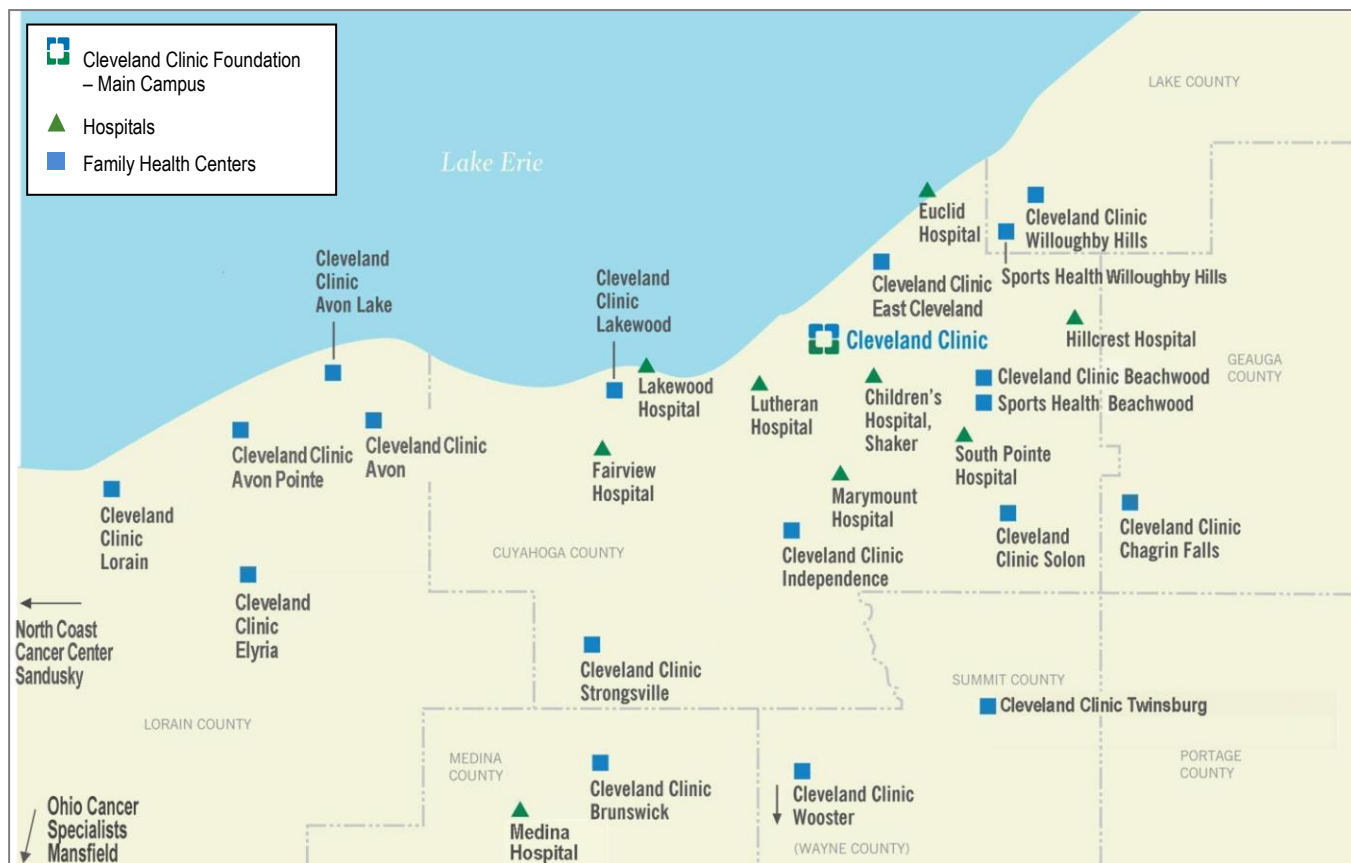 Cleveland Clinic Foundation
– Main Campus
Hospitals
Family Health Centers
Lake Erie
LAKE COUNTY
Euclid
Hospital
Cleveland Clinic
Willoughby Hills
Sports Health Willoughby Hills
Cleveland
Clinic
Avon Lake
Cleveland
Clinic
Lakewood
Cleveland Clinic
East Cleveland
Cleveland Clinic
Hillcrest Hospital
GEAUGA
COUNTY
Lakewood
Hospital
Lutheran
Hospital
Children's
Hospital,
Shaker
Cleveland Clinic Beachwood
Sports Health Beachwood
Cleveland Clinic
Avon Pointe
Cleveland Clinic
Avon
Fairview
Hospital
South Pointe
Hospital
Marymount
Hospital
Cleveland
Clinic
Lorain
CUYAHOGA COUNTY
Cleveland Clinic
Independence
Cleveland
Clinic Solon
Cleveland Clinic
Chagrin Falls
Cleveland
Clinic
Elyria
North Coast
Cancer Center
Sandusky
Cleveland Clinic
Strongsville
SUMMIT COUNTY
Cleveland Clinic Twinsburg
LORAIN COUNTY
MEDINA
COUNTY
PORTAGE
COUNTY
Cleveland Clinic
Brunswick
Cleveland Clinic
Wooster
(WAYNE COUNTY)
Ohio Cancer
Specialists
Mansfield
Medina
Hospital